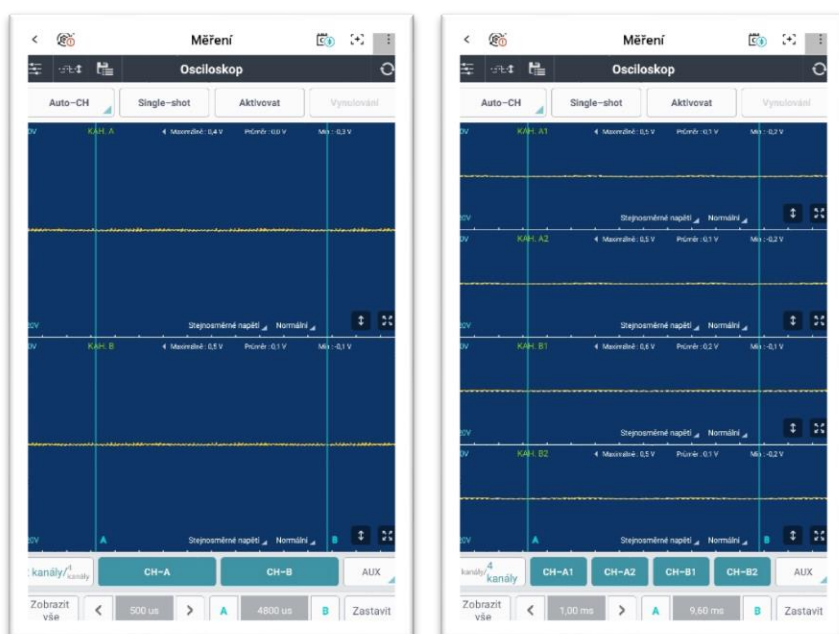 Měření
Osciloskop
Auto-CH Single-shot Aktivovat Vynulování
KAH. A Maximálně: 0,4 V Průměr: 0,0 V Min: -0,3 V
Stejnosměrné napětí Normální
KAH. B Maximálně: 0,5 V Průměr: 0,1 V Min: -0,1 V
A Stejnosměrné napětí Normální B
kanály/4 kanály CH-A CH-B AUX
Zobrazit vše 500 us A 4800 us B Zastavit
Měření
Osciloskop
Auto-CH Single-shot Aktivovat Vynulování
KAH. A1 Maximálně: 0,5 V Průměr: 0,1 V Min: -0,2 V
Stejnosměrné napětí Normální
KAH. A2 Maximálně: 0,5 V Průměr: 0,1 V Min: -0,2 V
Stejnosměrné napětí Normální
KAH. B1 Maximálně: 0,6 V Průměr: 0,2 V Min: -0,1 V
Stejnosměrné napětí Normální
KAH. B2 Maximálně: 0,5 V Průměr: 0,1 V Min: -0,2 V
A Stejnosměrné napětí Normální B
kanály/4 kanály CH-A1 CH-A2 CH-B1 CH-B2 AUX
Zobrazit vše 1,00 ms A 9,60 ms B Zastavit